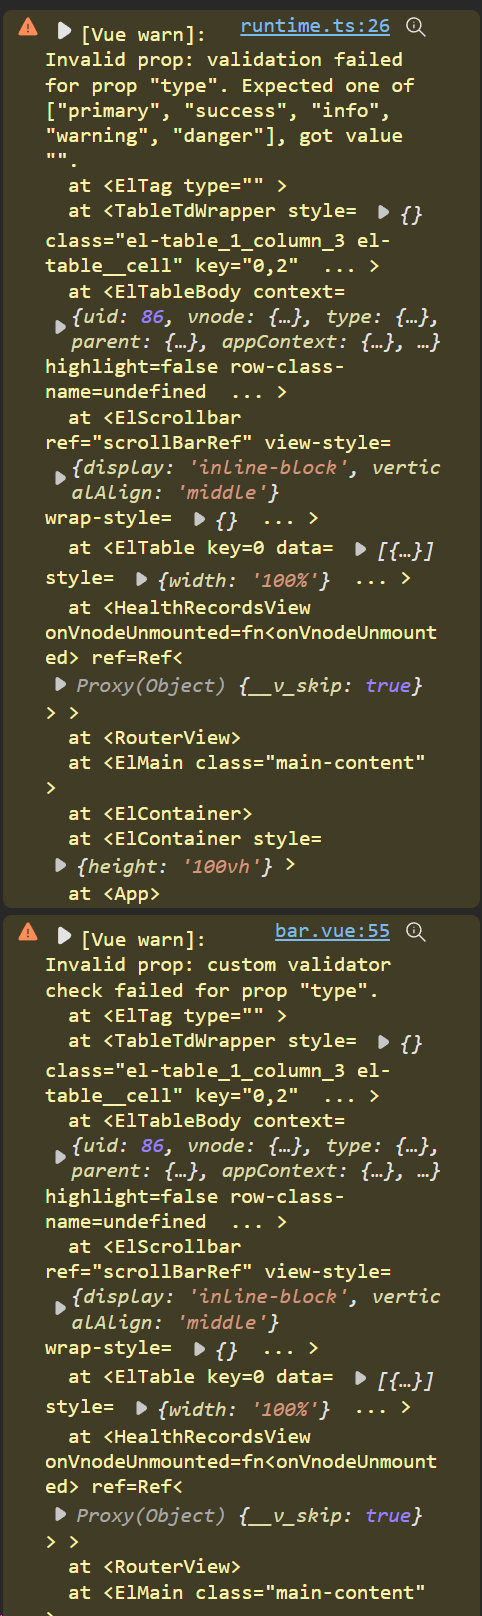 [Vue warn]: runtime.ts:26
Invalid prop: validation failed
for prop "type". Expected one of
["primary", "success", "info",
"warning", "danger"], got value
"".
at <ElTag type="" >
at <TableTdWrapper style= {}
class="el-table_1_column_3 el-
table__cell" key="0,2" ... >
at <ElTableBody context=
{uid: 86, vnode: {…}, type: {…},
parent: {…}, appContext: {…}, …}
highlight=false row-class-
name=undefined ... >
at <ElScrollbar
ref="scrollBarRef" view-style=
{display: 'inline-block', vertic
alAlign: 'middle'}
wrap-style= {} ... >
at <ElTable key=0 data= [{…}]
style= {width: '100%'} ... >
at <HealthRecordsView
onVnodeUnmounted=fn<onVnodeUnmount
ed> ref=Ref<
Proxy(Object) {__v_skip: true}
> >
at <RouterView>
at <ElMain class="main-content"
>
at <ElContainer>
at <ElContainer style=
{height: '100vh'} >
at <App>
[Vue warn]: bar.vue:55
Invalid prop: custom validator
check failed for prop "type".
at <ElTag type="" >
at <TableTdWrapper style= {}
class="el-table_1_column_3 el-
table__cell" key="0,2" ... >
at <ElTableBody context=
{uid: 86, vnode: {…}, type: {…},
parent: {…}, appContext: {…}, …}
highlight=false row-class-
name=undefined ... >
at <ElScrollbar
ref="scrollBarRef" view-style=
{display: 'inline-block', vertic
alAlign: 'middle'}
wrap-style= {} ... >
at <ElTable key=0 data= [{…}]
style= {width: '100%'} ... >
at <HealthRecordsView
onVnodeUnmounted=fn<onVnodeUnmount
ed> ref=Ref<
Proxy(Object) {__v_skip: true}
> >
at <RouterView>
at <ElMain class="main-content"
>